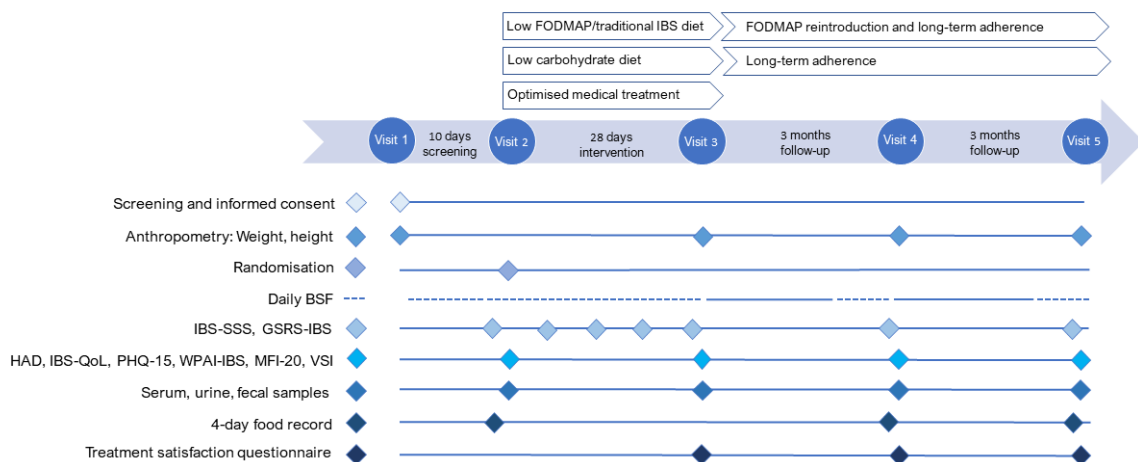 Low FODMAP/traditional IBS diet
FODMAP reintroduction and long-term adherence
Low carbohydrate diet
Long-term adherence
Optimised medical treatment
Visit 1
10 days
screening
Visit 2
28 days
intervention
Visit 3
3 months
follow-up
Visit 4
3 months
follow-up
Visit 5
Screening and informed consent
Anthropometry: Weight, height
Randomisation
Daily BSF
IBS-SSS, GSRS-IBS
HAD, IBS-QoL, PHQ-15, WPAI-IBS, MFI-20, VSI
Serum, urine, fecal samples
4-day food record
Treatment satisfaction questionnaire